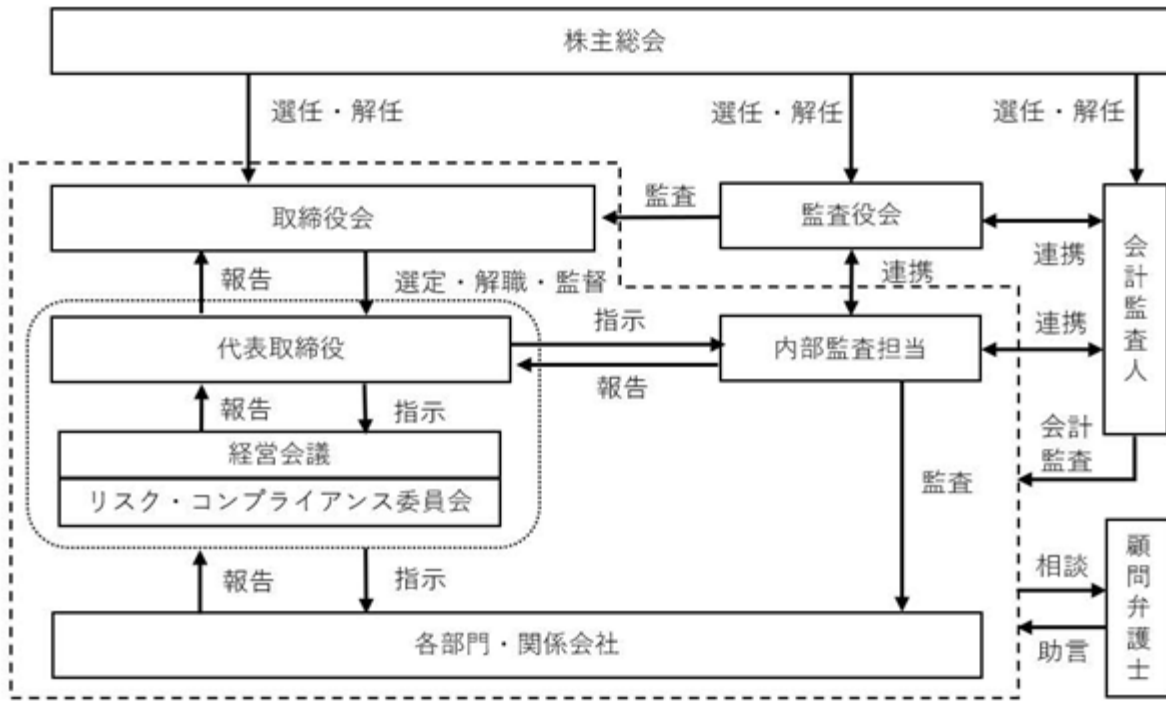 株主総会
選任・解任
選任・解任
選任・解任
取締役会
監査
監査役会
連携
会計監査人
報告
選定・解職・監督
連携
代表取締役
指示
報告
内部監査担当
連携
報告
指示
経営会議
リスク・コンプライアンス委員会
監査
会計
監査
報告
指示
相談
助言
顧問弁護士
各部門・関係会社